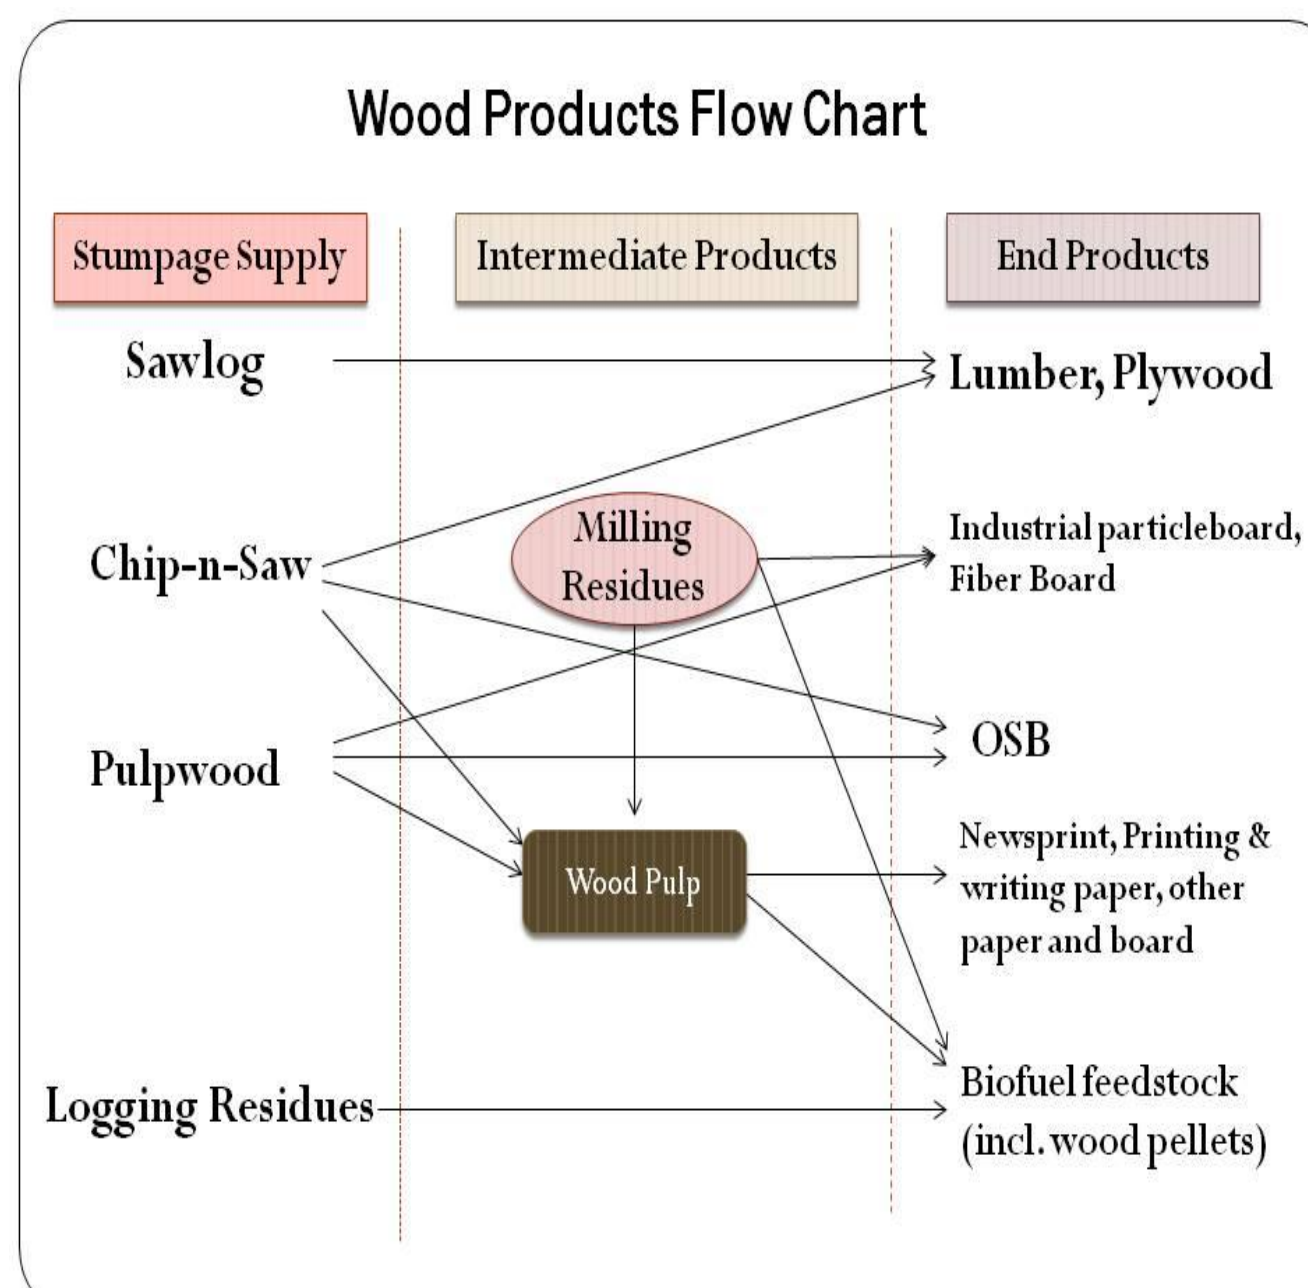 Wood Products Flow Chart
Stumpage Supply
Intermediate Products
End Products
Sawlog
Lumber, Plywood
Chip-n-Saw
Milling
Residues
Industrial particleboard,
Fiber Board
Pulpwood
OSB
Wood Pulp
Newsprint, Printing &
writing paper, other
paper and board
Logging Residues
Biofuel feedstock
(incl. wood pellets)